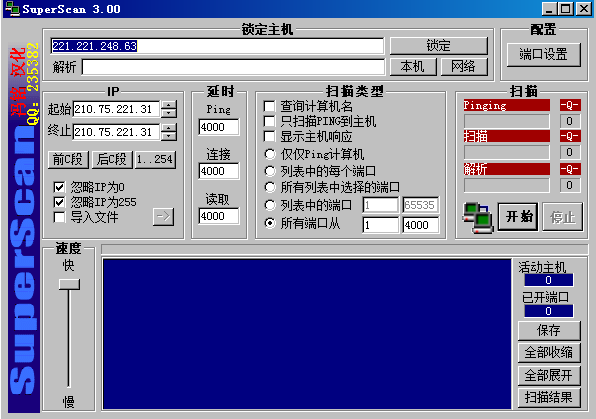 SuperScan 3.00
锁定主机
221.221.248.63
锁定
解析
本机
网络
配置
端口设置
IP
起始 210.75.221.31
终止 210.75.221.31
前C段
后C段
1..254
忽略IP为0
忽略IP为255
导入文件
->
延时
Ping
4000
连接
4000
读取
4000
扫描类型
查询计算机名
只扫描PING到主机
显示主机响应
仅仅Ping计算机
列表中的每个端口
所有列表中选择的端口
列表中的端口 1 65535
所有端口从 1 4000
扫描
Pinging -Q-
0
扫描 -Q-
0
解析 -Q-
0
开始
停止
速度
快
慢
活动主机
0
已开端口
0
保存
全部收缩
全部展开
扫描结果
SuperScan
汉化
QQ: 235382